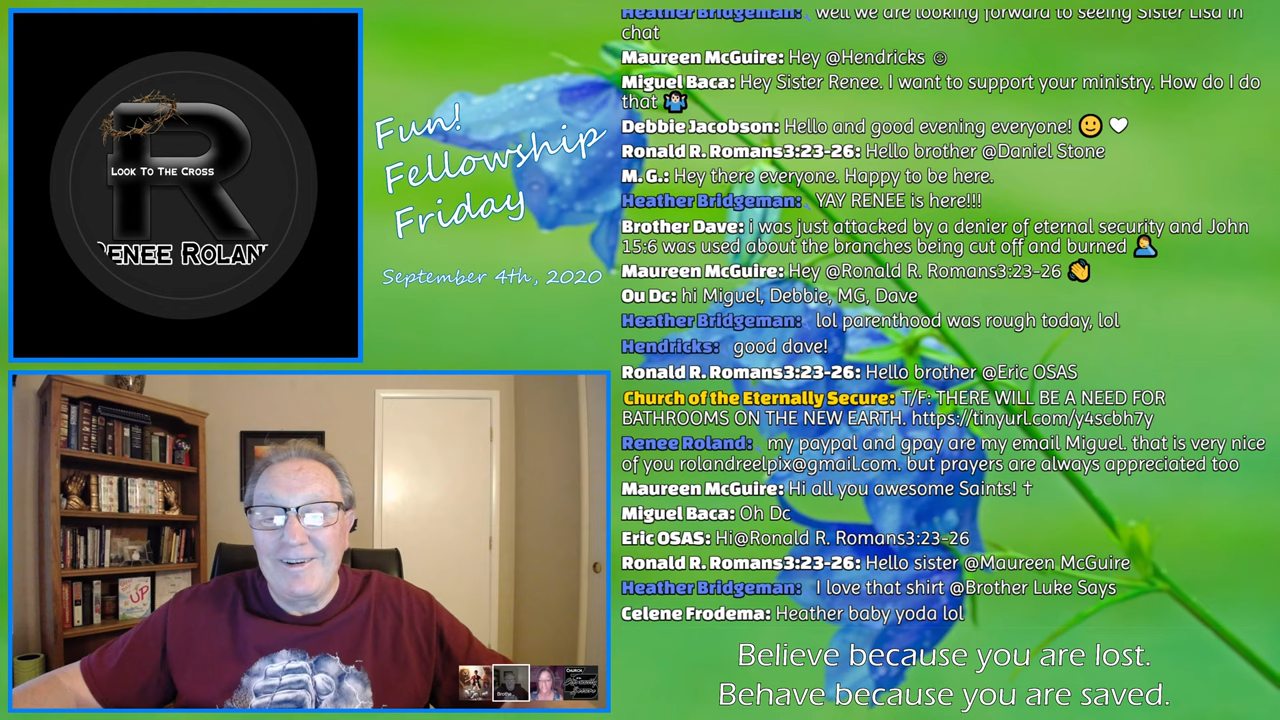 Look To The Cross
RENEE ROLAN
Fun!
Fellowship
Friday
September 4th, 2020
UP
Brothe
CHURCH
Heather Bridgeman: well we are looking forward to seeing Sister Lisa in
chat
Maureen McGuire: Hey @Hendricks ☺
Miguel Baca: Hey Sister Renee. I want to support your ministry. How do I do
that 🤷🏻‍♂️
Debbie Jacobson: Hello and good evening everyone! 🙂 🤍
Ronald R. Romans3:23-26: Hello brother @Daniel Stone
M. G.: Hey there everyone. Happy to be here.
Heather Bridgeman: YAY RENEE is here!!!
Brother Dave: i was just attacked by a denier of eternal security and John
15:6 was used about the branches being cut off and burned 🤦‍♂️
Maureen McGuire: Hey @Ronald R. Romans3:23-26 👋
Ou Dc: hi Miguel, Debbie, MG, Dave
Heather Bridgeman: lol parenthood was rough today, lol
Hendricks: good dave!
Ronald R. Romans3:23-26: Hello brother @Eric OSAS
Church of the Eternally Secure: T/F: THERE WILL BE A NEED FOR
BATHROOMS ON THE NEW EARTH. https://tinyurl.com/y4scbh7y
Renee Roland: my paypal and gpay are my email Miguel. that is very nice
of you rolandreelpix@gmail.com. but prayers are always appreciated too
Maureen McGuire: Hi all you awesome Saints! ✝
Miguel Baca: Oh Dc
Eric OSAS: Hi@Ronald R. Romans3:23-26
Ronald R. Romans3:23-26: Hello sister @Maureen McGuire
Heather Bridgeman: I love that shirt @Brother Luke Says
Celene Frodema: Heather baby yoda lol
Believe because you are lost.
Behave because you are saved.